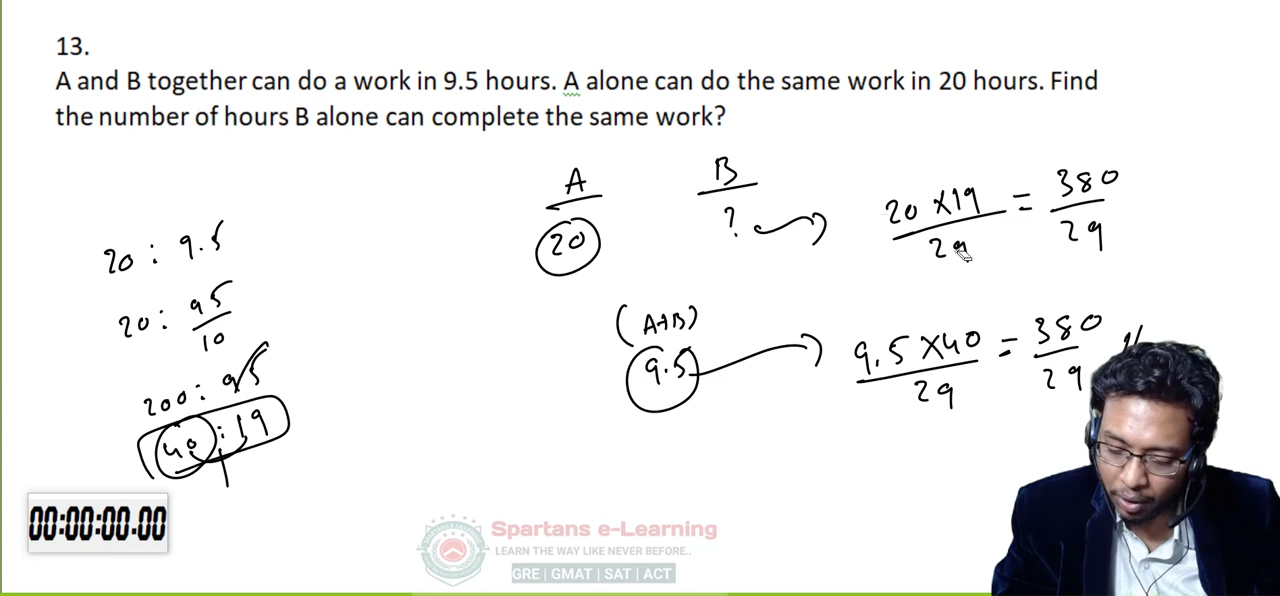 13.
A and B together can do a work in 9.5 hours. A alone can do the same work in 20 hours. Find
the number of hours B alone can complete the same work?
A
20
B
?
20 × 19 / 29 = 380 / 29
20 : 9.5
20 : 95 / 10
200 : 95
40 : 19
(A+B)
9.5
9.5 × 40 / 29 = 380 / 29
00:00:00.00
Spartans e-Learning
LEARN THE WAY LIKE NEVER BEFORE..
GRE | GMAT | SAT | ACT